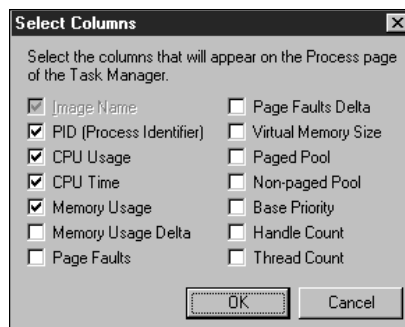 Select Columns
Select the columns that will appear on the Process page
of the Task Manager.
Image Name
PID (Process Identifier)
CPU Usage
CPU Time
Memory Usage
Memory Usage Delta
Page Faults
Page Faults Delta
Virtual Memory Size
Paged Pool
Non-paged Pool
Base Priority
Handle Count
Thread Count
OK
Cancel